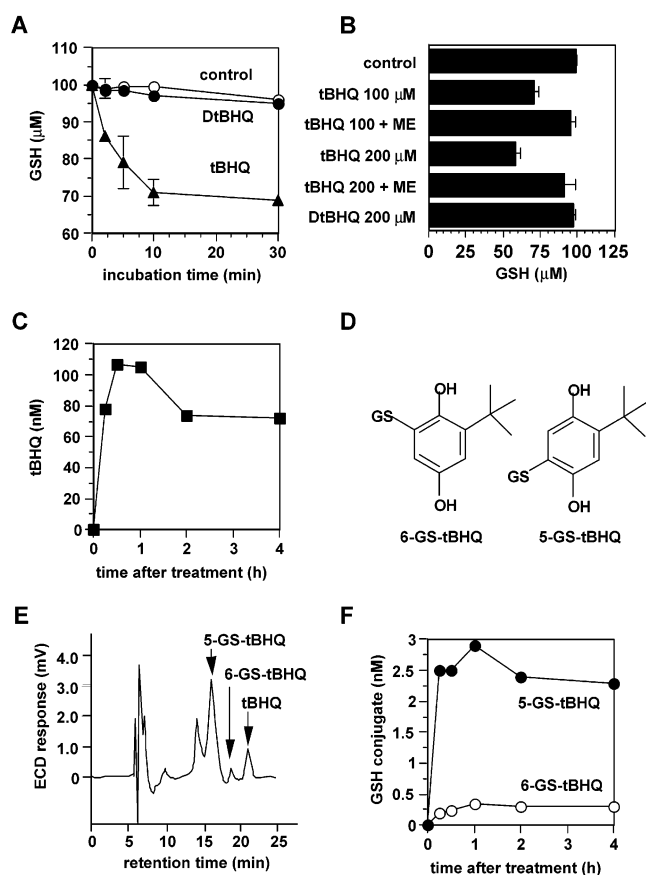 A
110
100
90
80
70
60
GSH (μM)
control
DtBHQ
tBHQ
0 10 20 30
incubation time (min)
B
control
tBHQ 100 μM
tBHQ 100 + ME
tBHQ 200 μM
tBHQ 200 + ME
DtBHQ 200 μM
0 25 50 75 100 125
GSH (μM)
C
120
100
80
60
40
20
0
tBHQ (nM)
0 1 2 3 4
time after treatment (h)
D
OH
GS
OH
6-GS-tBHQ
OH
GS
OH
5-GS-tBHQ
E
5-GS-tBHQ
6-GS-tBHQ
tBHQ
4.0
3.0
2.0
1.0
0
ECD response (mV)
0 5 10 15 20 25
retention time (min)
F
3
2.5
2
1.5
1
0.5
0
GSH conjugate (nM)
5-GS-tBHQ
6-GS-tBHQ
0 1 2 3 4
time after treatment (h)